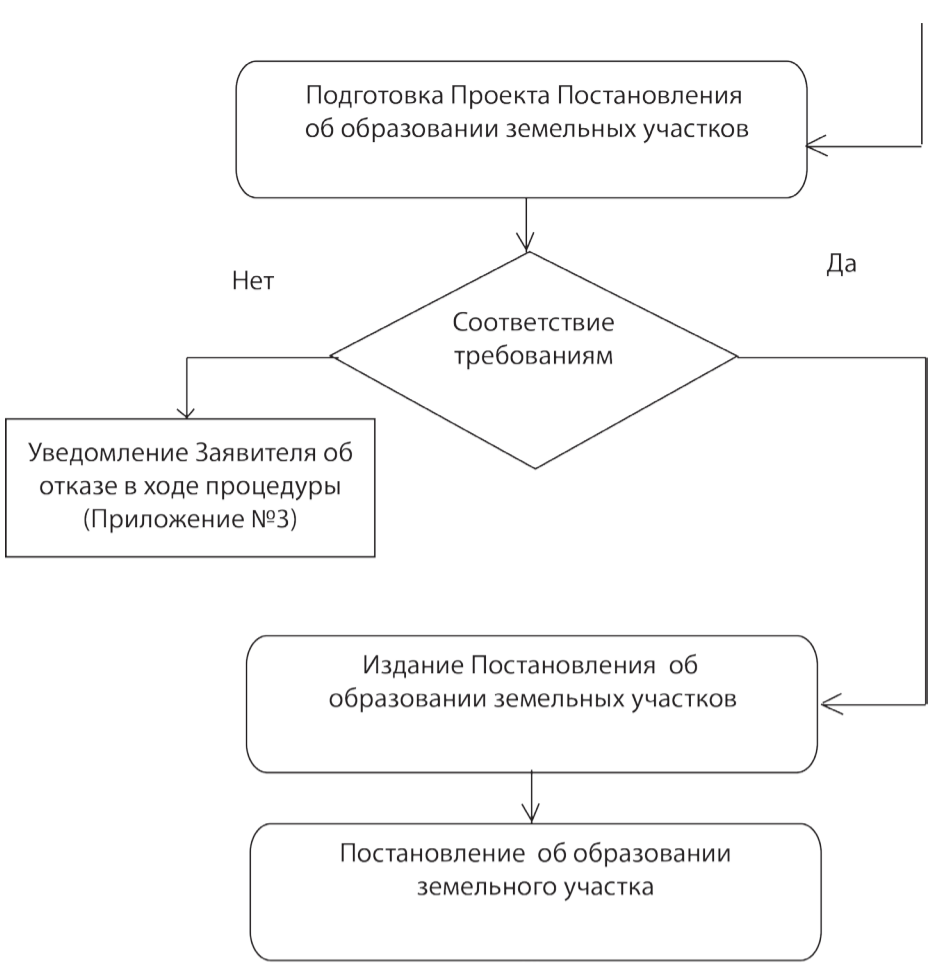 Подготовка Проекта Постановления
об образовании земельных участков
Нет
Да
Соответствие
требованиям
Уведомление Заявителя об
отказе в ходе процедуры
(Приложение №3)
Издание Постановления об
образовании земельных участков
Постановление об образовании
земельного участка